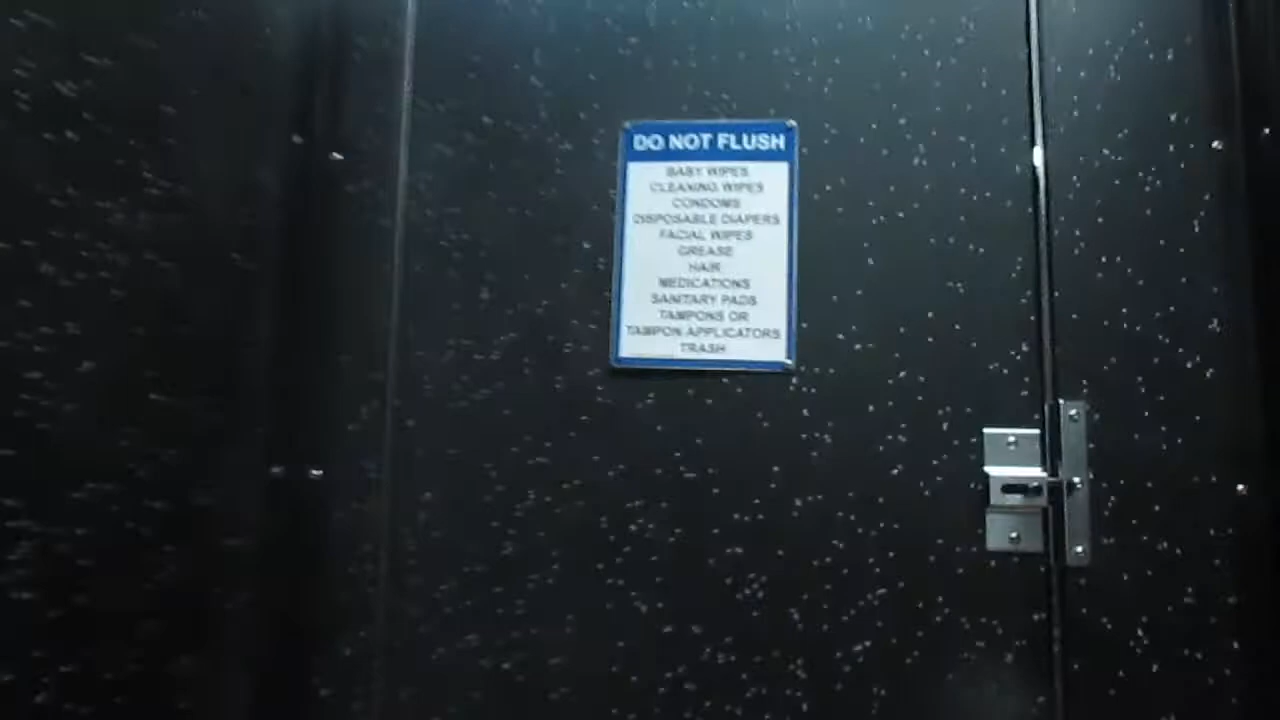 DO NOT FLUSH
BABY WIPES
CLEANING WIPES
CONDOMS
DISPOSABLE DIAPERS
FACIAL WIPES
GREASE
HAIR
MEDICATIONS
SANITARY PADS
TAMPONS OR
TAMPON APPLICATORS
TRASH